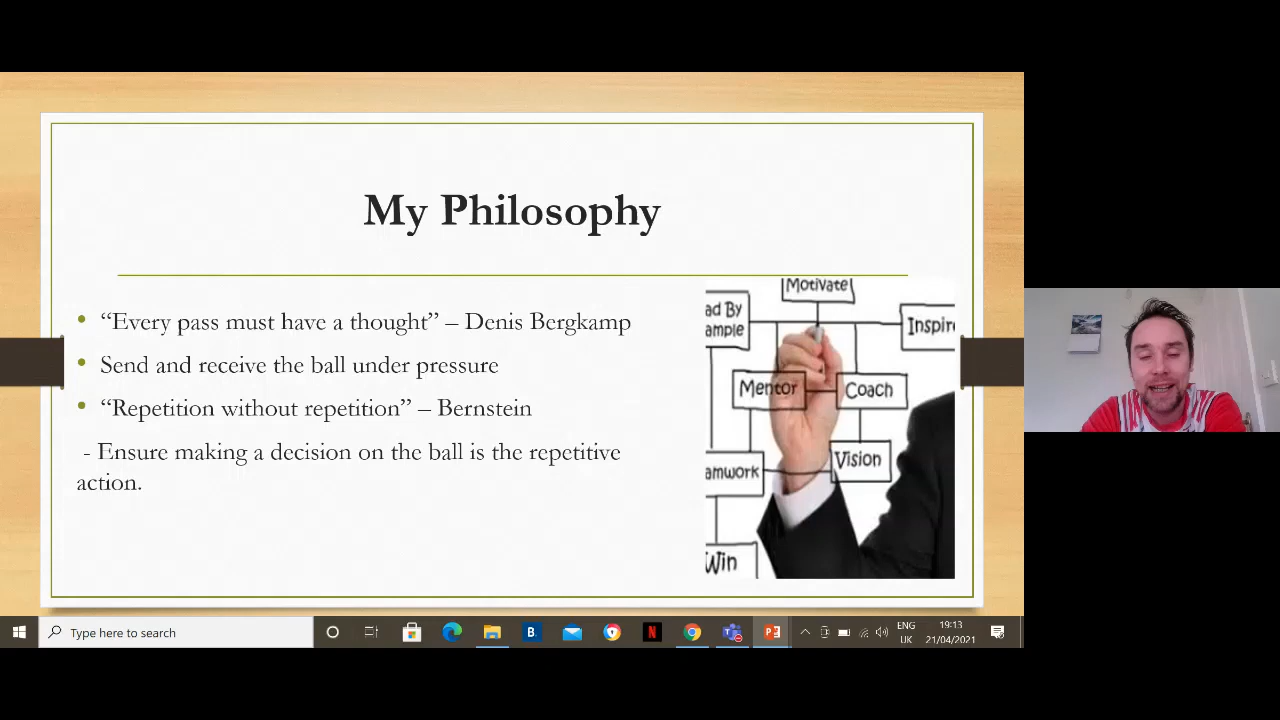 My Philosophy
• “Every pass must have a thought” – Denis Bergkamp
• Send and receive the ball under pressure
• “Repetition without repetition” – Bernstein
- Ensure making a decision on the ball is the repetitive
action.
Motivate
ad By
ample
Inspire
Mentor
Coach
amwork
Vision
Win
Type here to search
B.
N
ENG
UK
19:13
21/04/2021